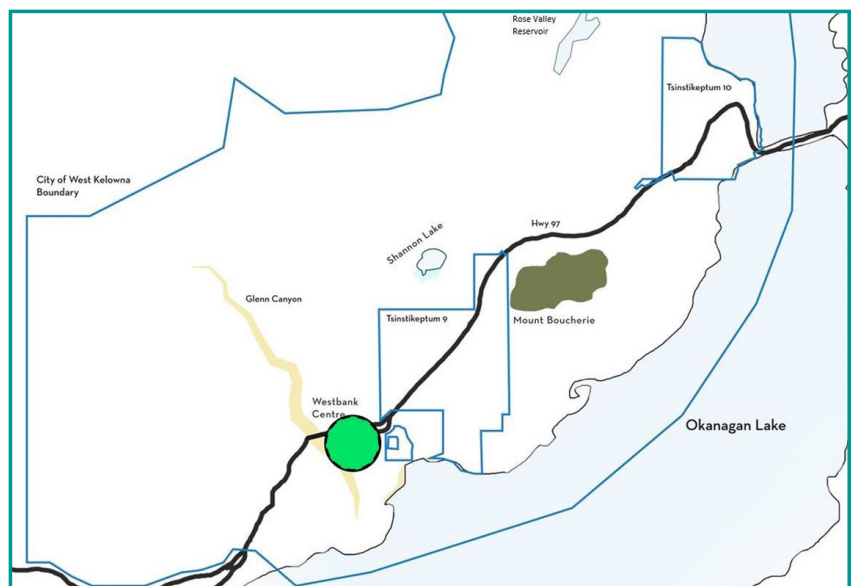 Rose Valley
Reservoir
Tsinstikeptum 10
City of West Kelowna
Boundary
Hwy 97
Shannon Lake
Glenn Canyon
Tsinstikeptum 9
Mount Boucherie
Westbank
Centre
Okanagan Lake